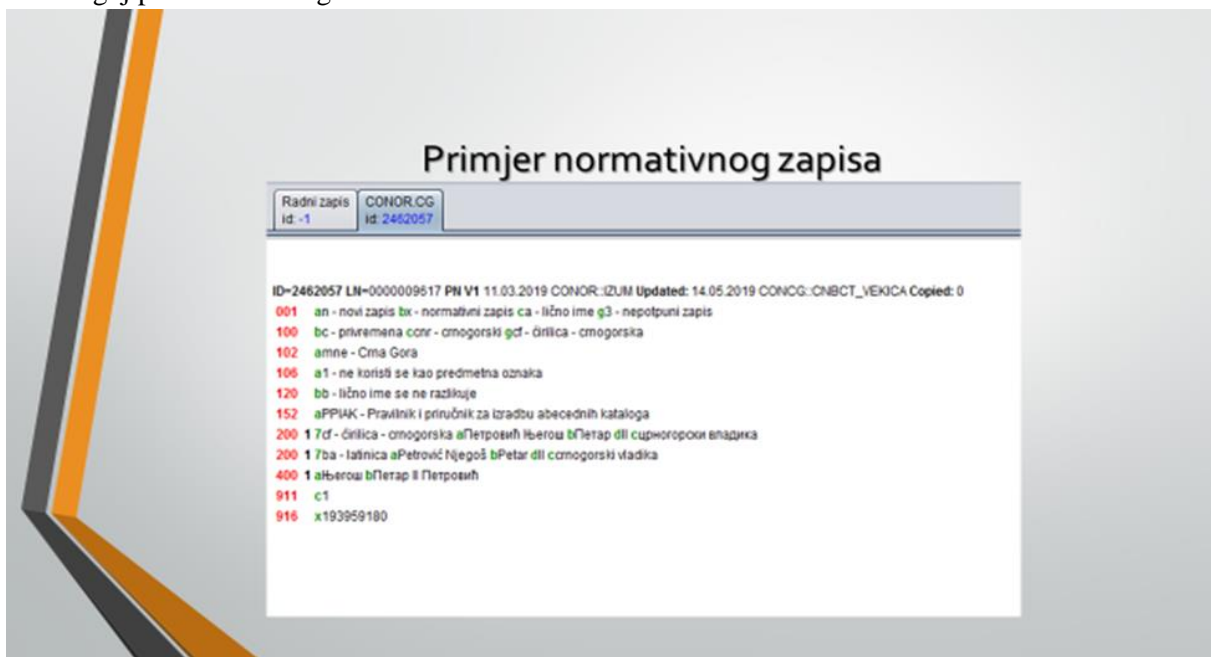 Primjer normativnog zapisa
Radni zapis
id: -1
CONOR.CG
id: 2462057
ID=2462057 LN=0000009617 PN V1 11.03.2019 CONOR::IZUM Updated: 14.05.2019 CONCG::CNBCT_VEKICA Copied: 0
001 an - novi zapis bx - normativni zapis ca - lično ime g3 - nepotpuni zapis
100 bc - privremena ccnr - crnogorski gcf - ćirilica - crnogorska
102 amne - Crna Gora
106 a1 - ne koristi se kao predmetna oznaka
120 bb - lično ime se ne razlikuje
152 aPPIAK - Pravilnik i priručnik za izradbu abecednih kataloga
200 1 7cf - ćirilica - crnogorska aПетровић Његош bПетар dII cцрногорски владика
200 1 7ba - latinica aPetrović Njegoš bPetar dII ccrnogorski vladika
400 1 aЊегош bПетар II Петровић
911 c1
916 x193959180